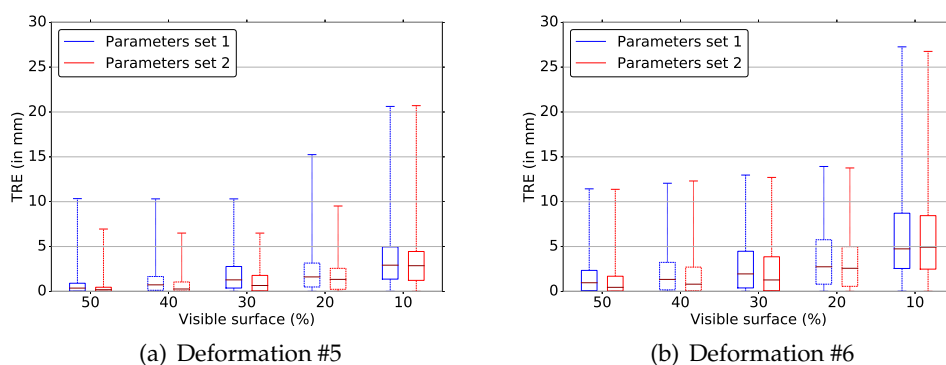 30
25
20
15
10
5
0
TRE (in mm)
Parameters set 1
Parameters set 2
50 40 30 20 10
Visible surface (%)
(a) Deformation #5
30
25
20
15
10
5
0
TRE (in mm)
Parameters set 1
Parameters set 2
50 40 30 20 10
Visible surface (%)
(b) Deformation #6